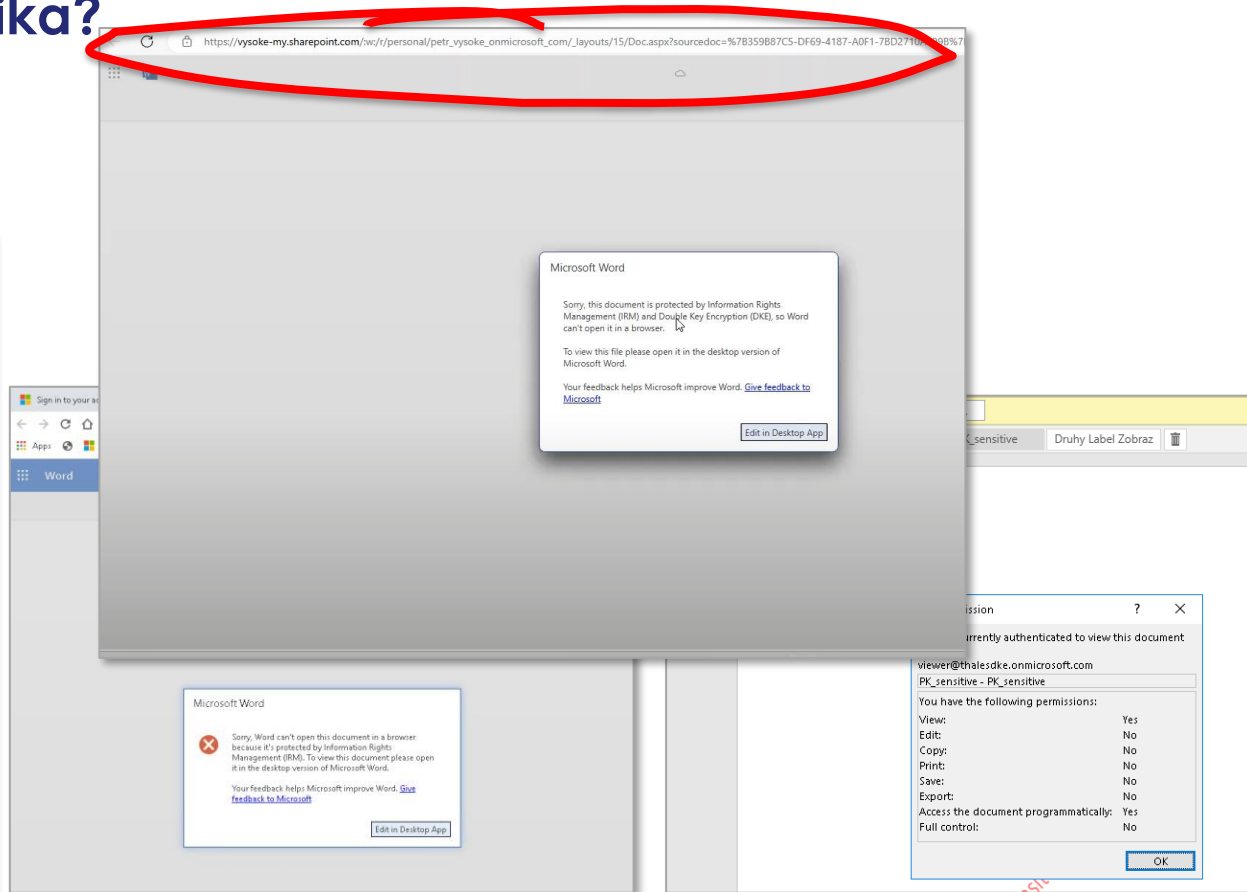 ika?
https://vysoke-my.sharepoint.com/:w:/r/personal/petr_vysoke_onmicrosoft_com/_layouts/15/Doc.aspx?sourcedoc=%7B359B87C5-DF69-4187-A0F1-7BD2710
Microsoft Word
Sorry, this document is protected by Information Rights
Management (IRM) and Double Key Encryption (DKE), so Word
can't open it in a browser.
To view this file please open it in the desktop version of
Microsoft Word.
Your feedback helps Microsoft improve Word. Give feedback to
Microsoft
Edit in Desktop App
Sign in to your
Apps
Word
_sensitive
Druhy Label Zobraz
Microsoft Word
Sorry, Word can't open this document in a browser
because it's protected by Information Rights
Management (IRM). To view this document please open
it in the desktop version of Microsoft Word.
Your feedback helps Microsoft improve Word. Give
feedback to Microsoft
Edit in Desktop App
ission ? X
rrently authenticated to view this document
viewer@thalesdke.onmicrosoft.com
PK_sensitive - PK_sensitive
You have the following permissions:
View: Yes
Edit: No
Copy: No
Print: No
Save: No
Export: No
Access the document programmatically: Yes
Full control: No
OK